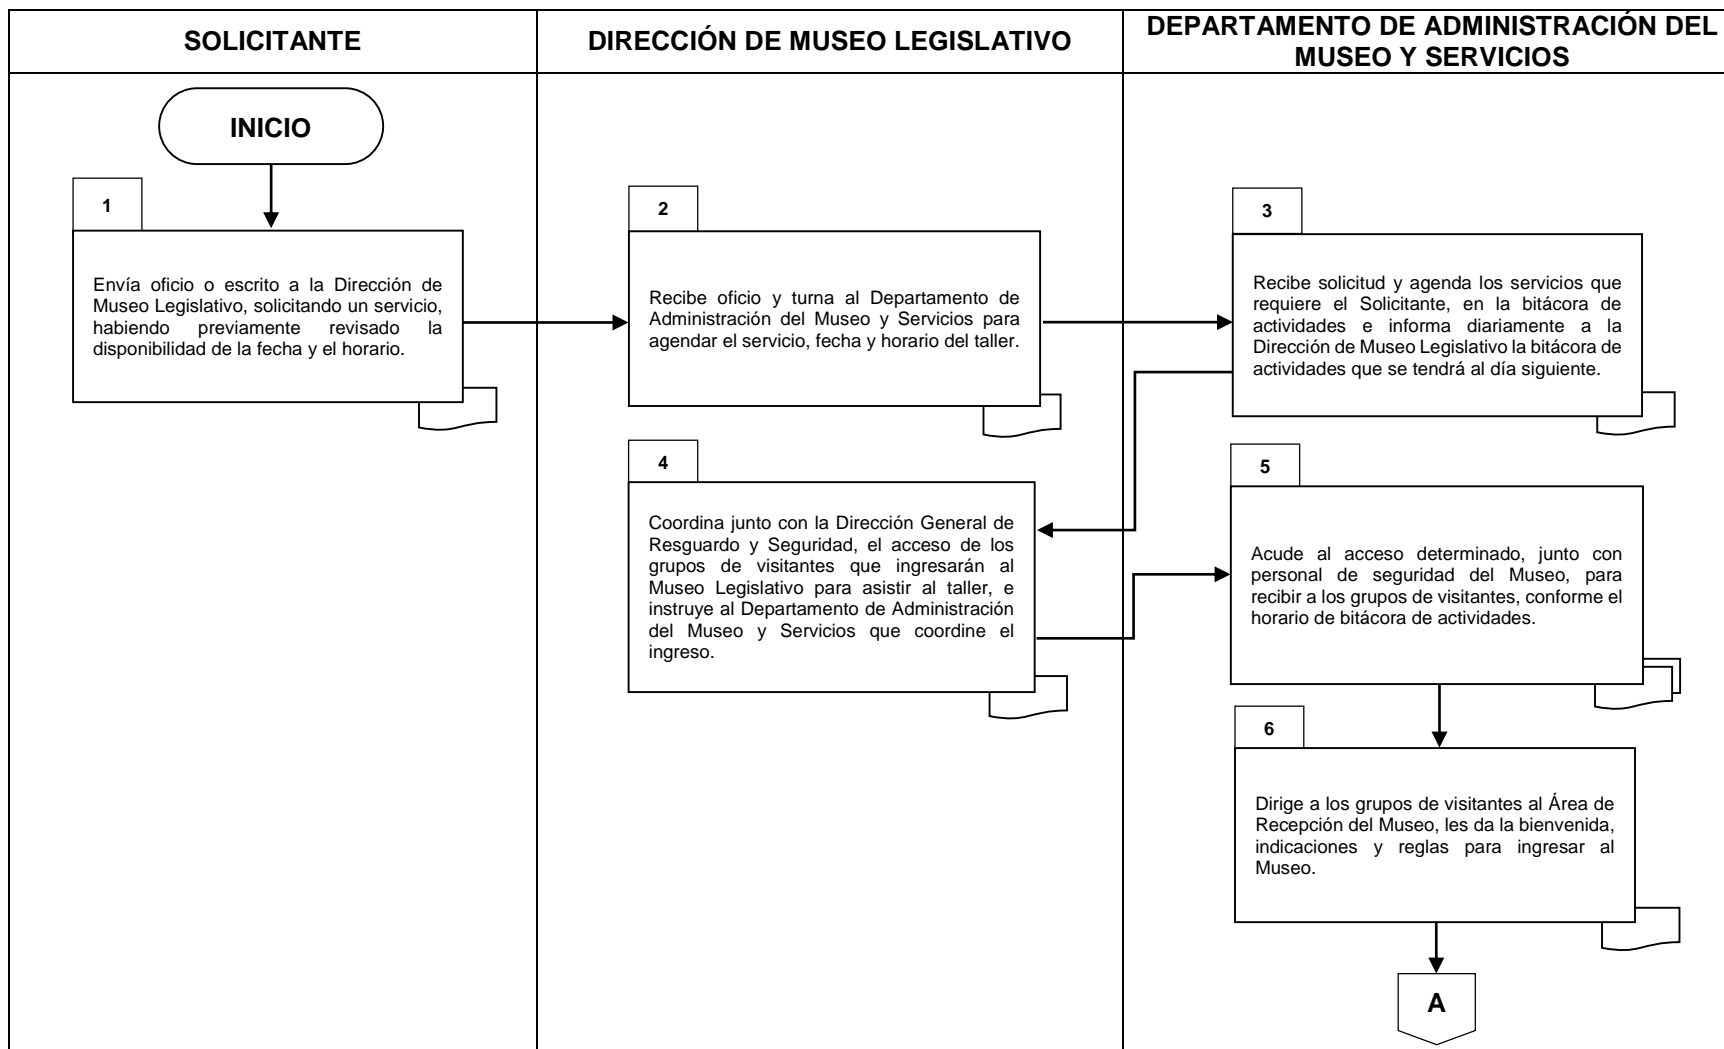 SOLICITANTE
DIRECCIÓN DE MUSEO LEGISLATIVO
DEPARTAMENTO DE ADMINISTRACIÓN DEL
MUSEO Y SERVICIOS
INICIO
1
Envía oficio o escrito a la Dirección de
Museo Legislativo, solicitando un servicio,
habiendo previamente revisado la
disponibilidad de la fecha y el horario.
2
Recibe oficio y turna al Departamento de
Administración del Museo y Servicios para
agendar el servicio, fecha y horario del taller.
3
Recibe solicitud y agenda los servicios que
requiere el Solicitante, en la bitácora de
actividades e informa diariamente a la
Dirección de Museo Legislativo la bitácora de
actividades que se tendrá al día siguiente.
4
Coordina junto con la Dirección General de
Resguardo y Seguridad, el acceso de los
grupos de visitantes que ingresarán al
Museo Legislativo para asistir al taller, e
instruye al Departamento de Administración
del Museo y Servicios que coordine el
ingreso.
5
Acude al acceso determinado, junto con
personal de seguridad del Museo, para
recibir a los grupos de visitantes, conforme el
horario de bitácora de actividades.
6
Dirige a los grupos de visitantes al Área de
Recepción del Museo, les da la bienvenida,
indicaciones y reglas para ingresar al
Museo.
A